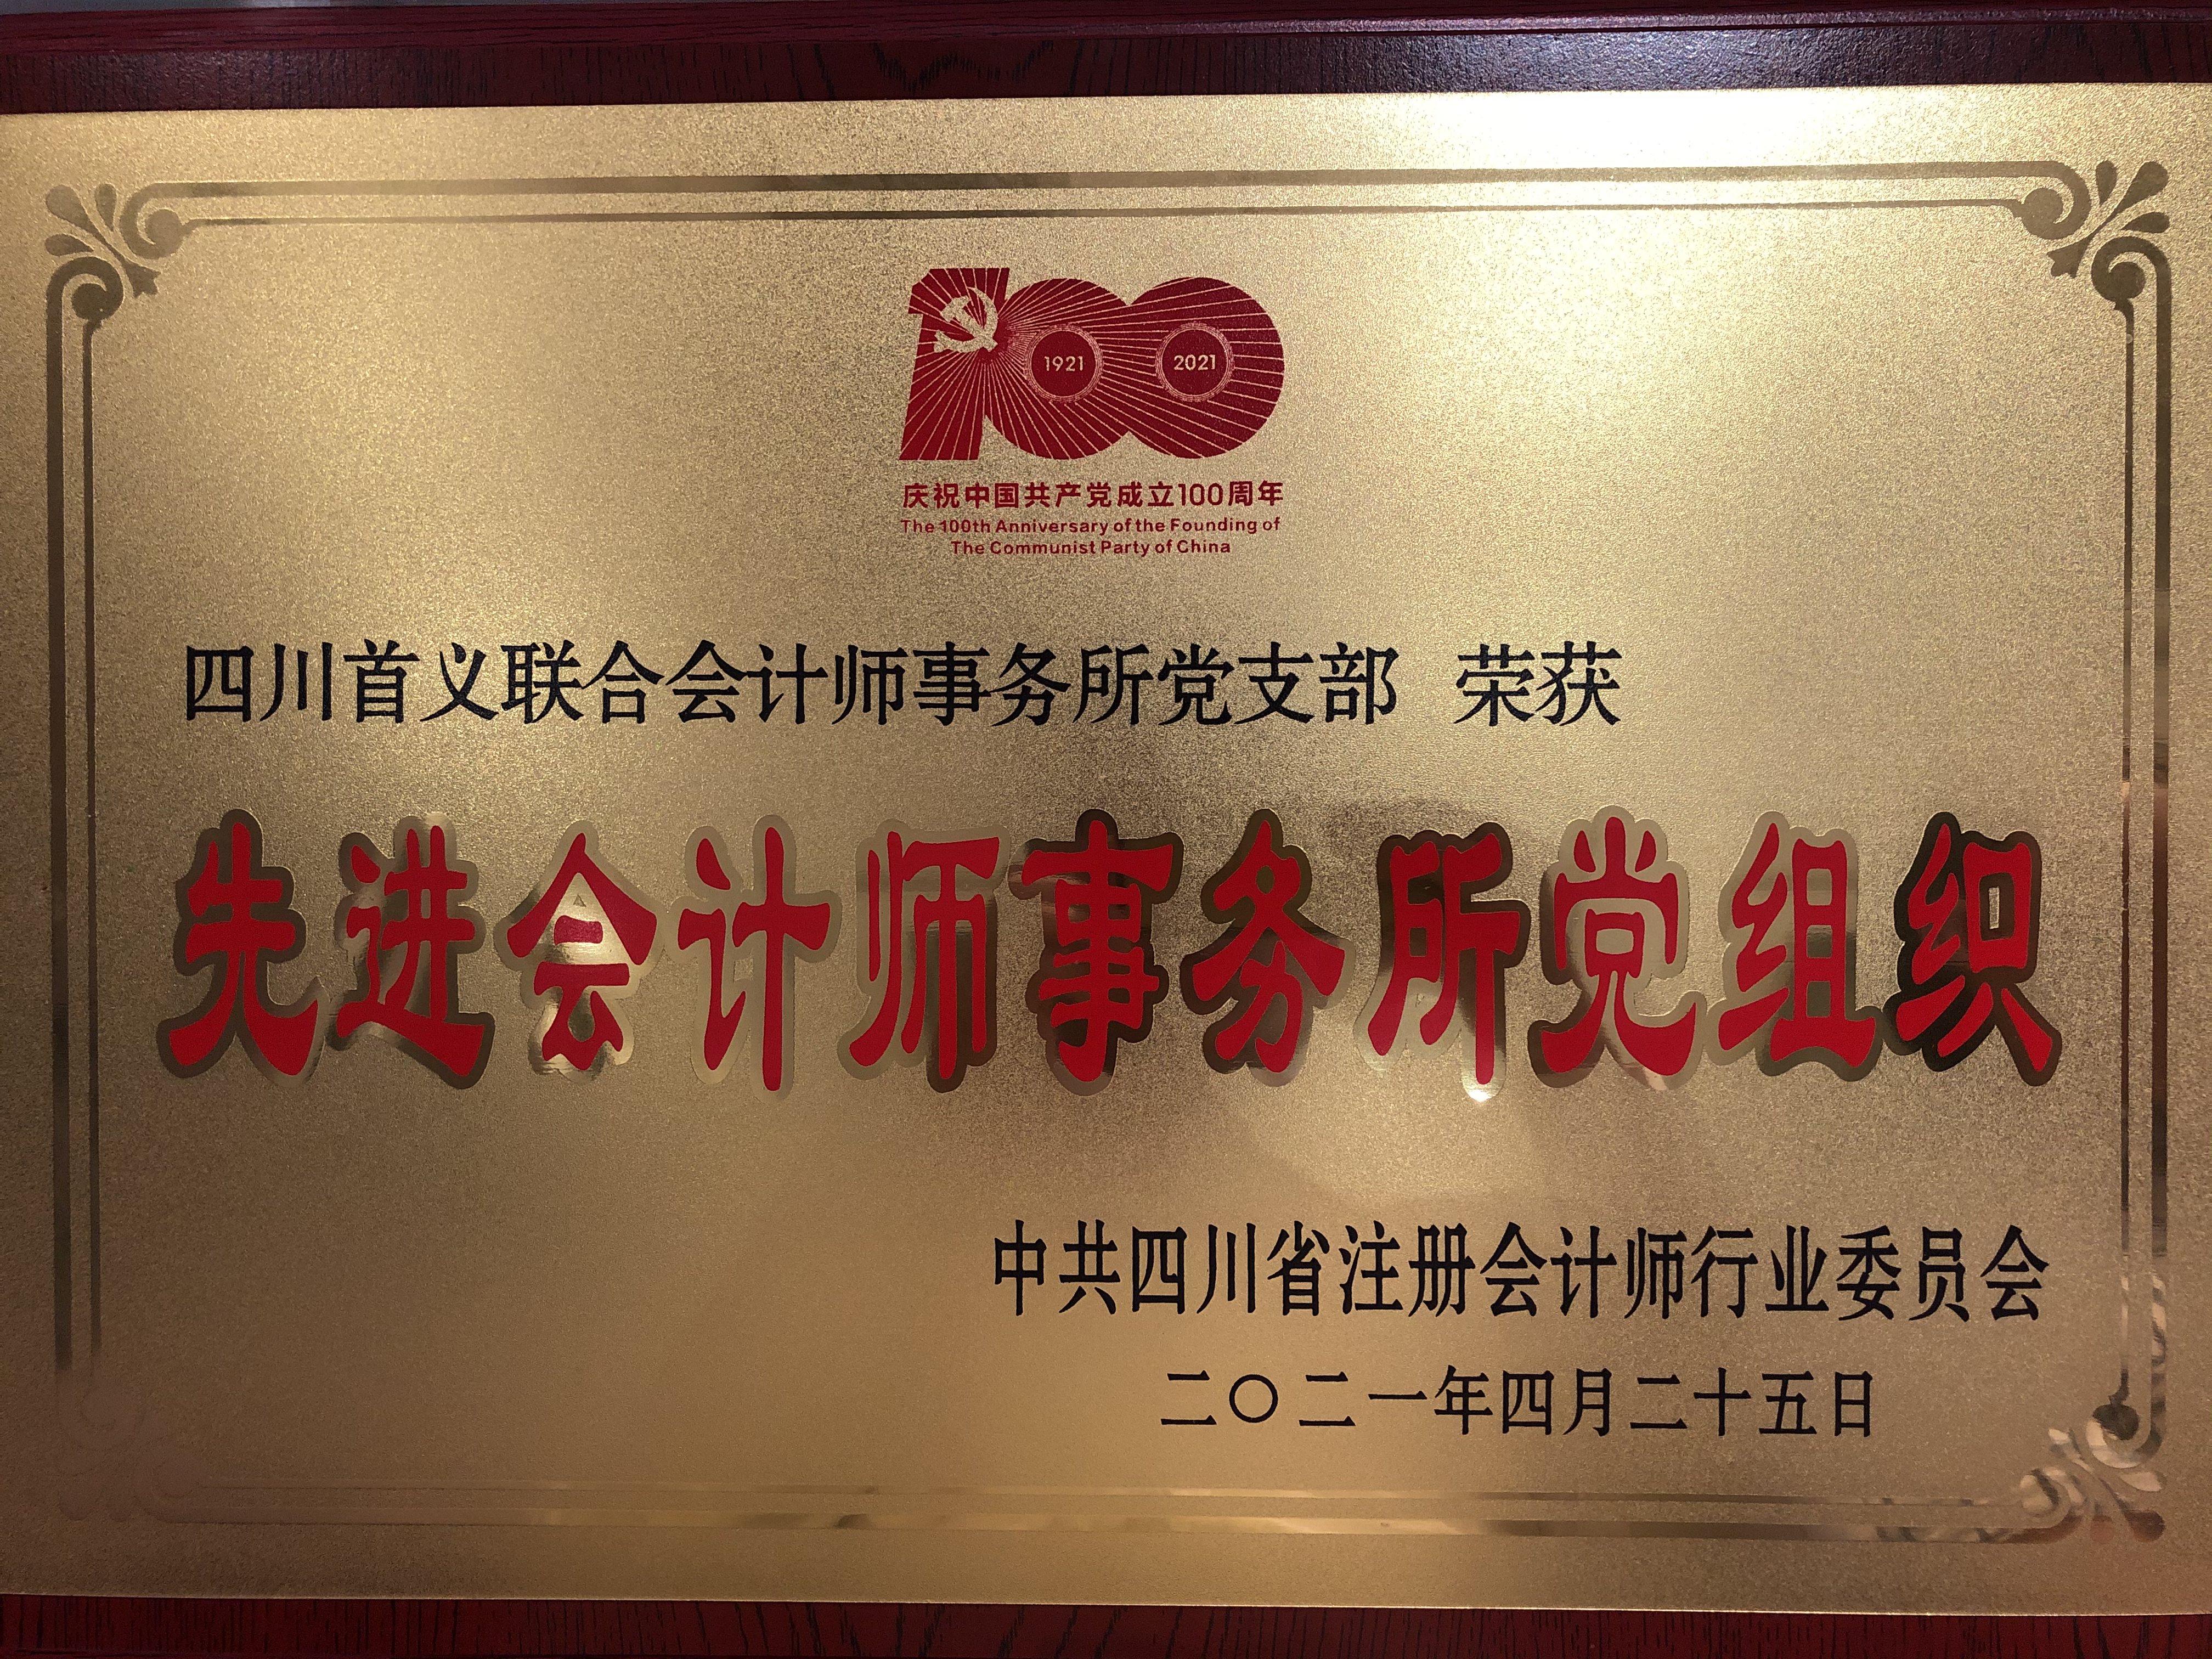 1921 2021
庆祝中国共产党成立100周年
The 100th Anniversary of the Founding of
The Communist Party of China
四川首义联合会计师事务所党支部 荣获
先进会计师事务所党组织
中共四川省注册会计师行业委员会
二〇二一年四月二十五日